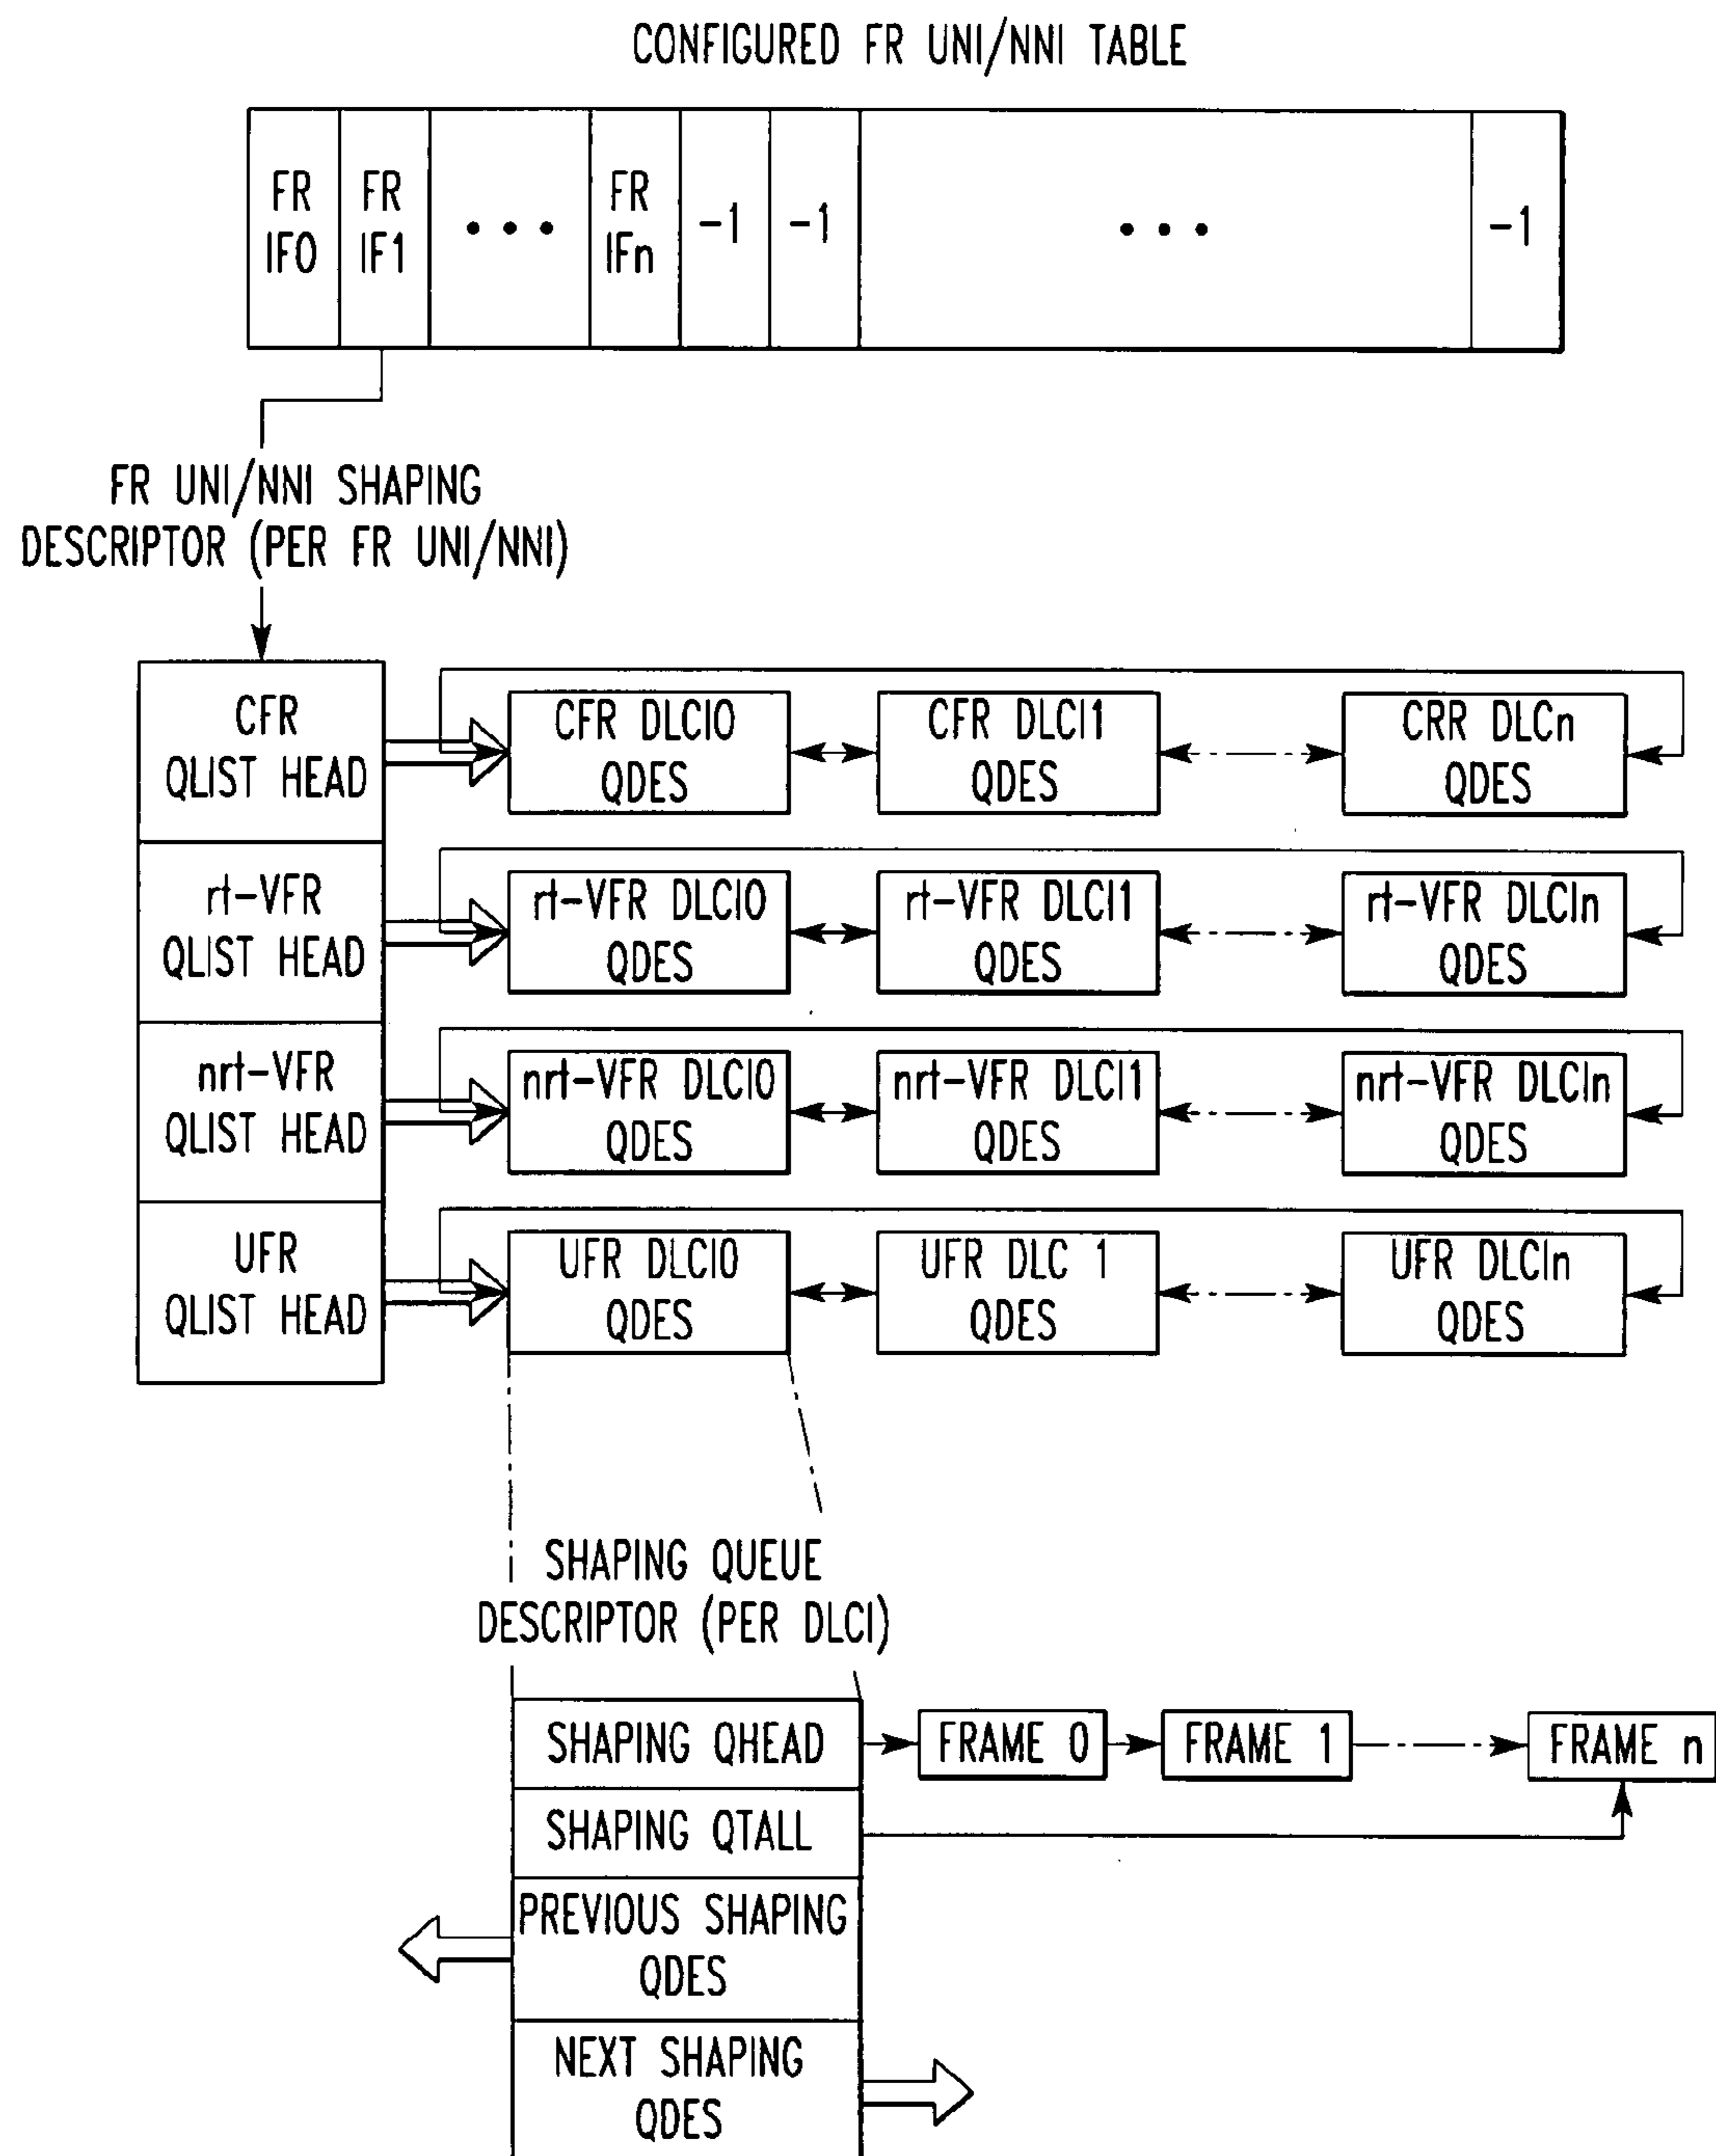 CONFIGURED FR UNI/NNI TABLE
FR
IF0
FR
IF1
• • •
FR
IFn
-1
-1
• • •
-1
FR UNI/NNI SHAPING
DESCRIPTOR (PER FR UNI/NNI)
CFR
QLIST HEAD
CFR DLCI0
QDES
CFR DLCI1
QDES
CRR DLCn
QDES
rt-VFR
QLIST HEAD
rt-VFR DLCI0
QDES
rt-VFR DLCI1
QDES
rt-VFR DLCIn
QDES
nrt-VFR
QLIST HEAD
nrt-VFR DLCI0
QDES
nrt-VFR DLCI1
QDES
nrt-VFR DLCIn
QDES
UFR
QLIST HEAD
UFR DLCI0
QDES
UFR DLC 1
QDES
UFR DLCIn
QDES
SHAPING QUEUE
DESCRIPTOR (PER DLCI)
SHAPING QHEAD
FRAME 0
FRAME 1
FRAME n
SHAPING QTALL
PREVIOUS SHAPING
QDES
NEXT SHAPING
QDES